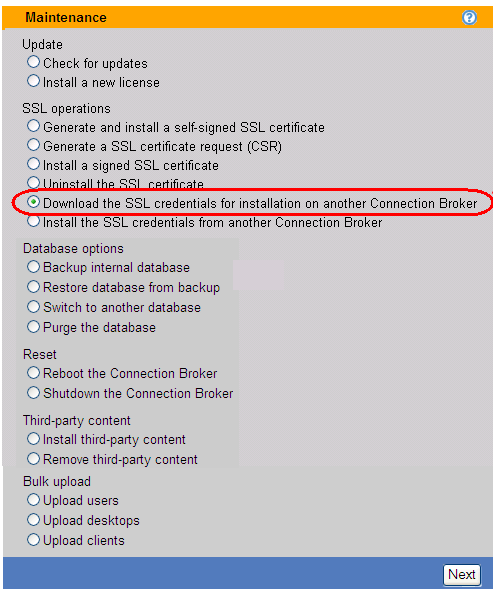 Maintenance ?
Update
Check for updates
Install a new license
SSL operations
Generate and install a self-signed SSL certificate
Generate a SSL certificate request (CSR)
Install a signed SSL certificate
Uninstall the SSL certificate
Download the SSL credentials for installation on another Connection Broker
Install the SSL credentials from another Connection Broker
Database options
Backup internal database
Restore database from backup
Switch to another database
Purge the database
Reset
Reboot the Connection Broker
Shutdown the Connection Broker
Third-party content
Install third-party content
Remove third-party content
Bulk upload
Upload users
Upload desktops
Upload clients
Next